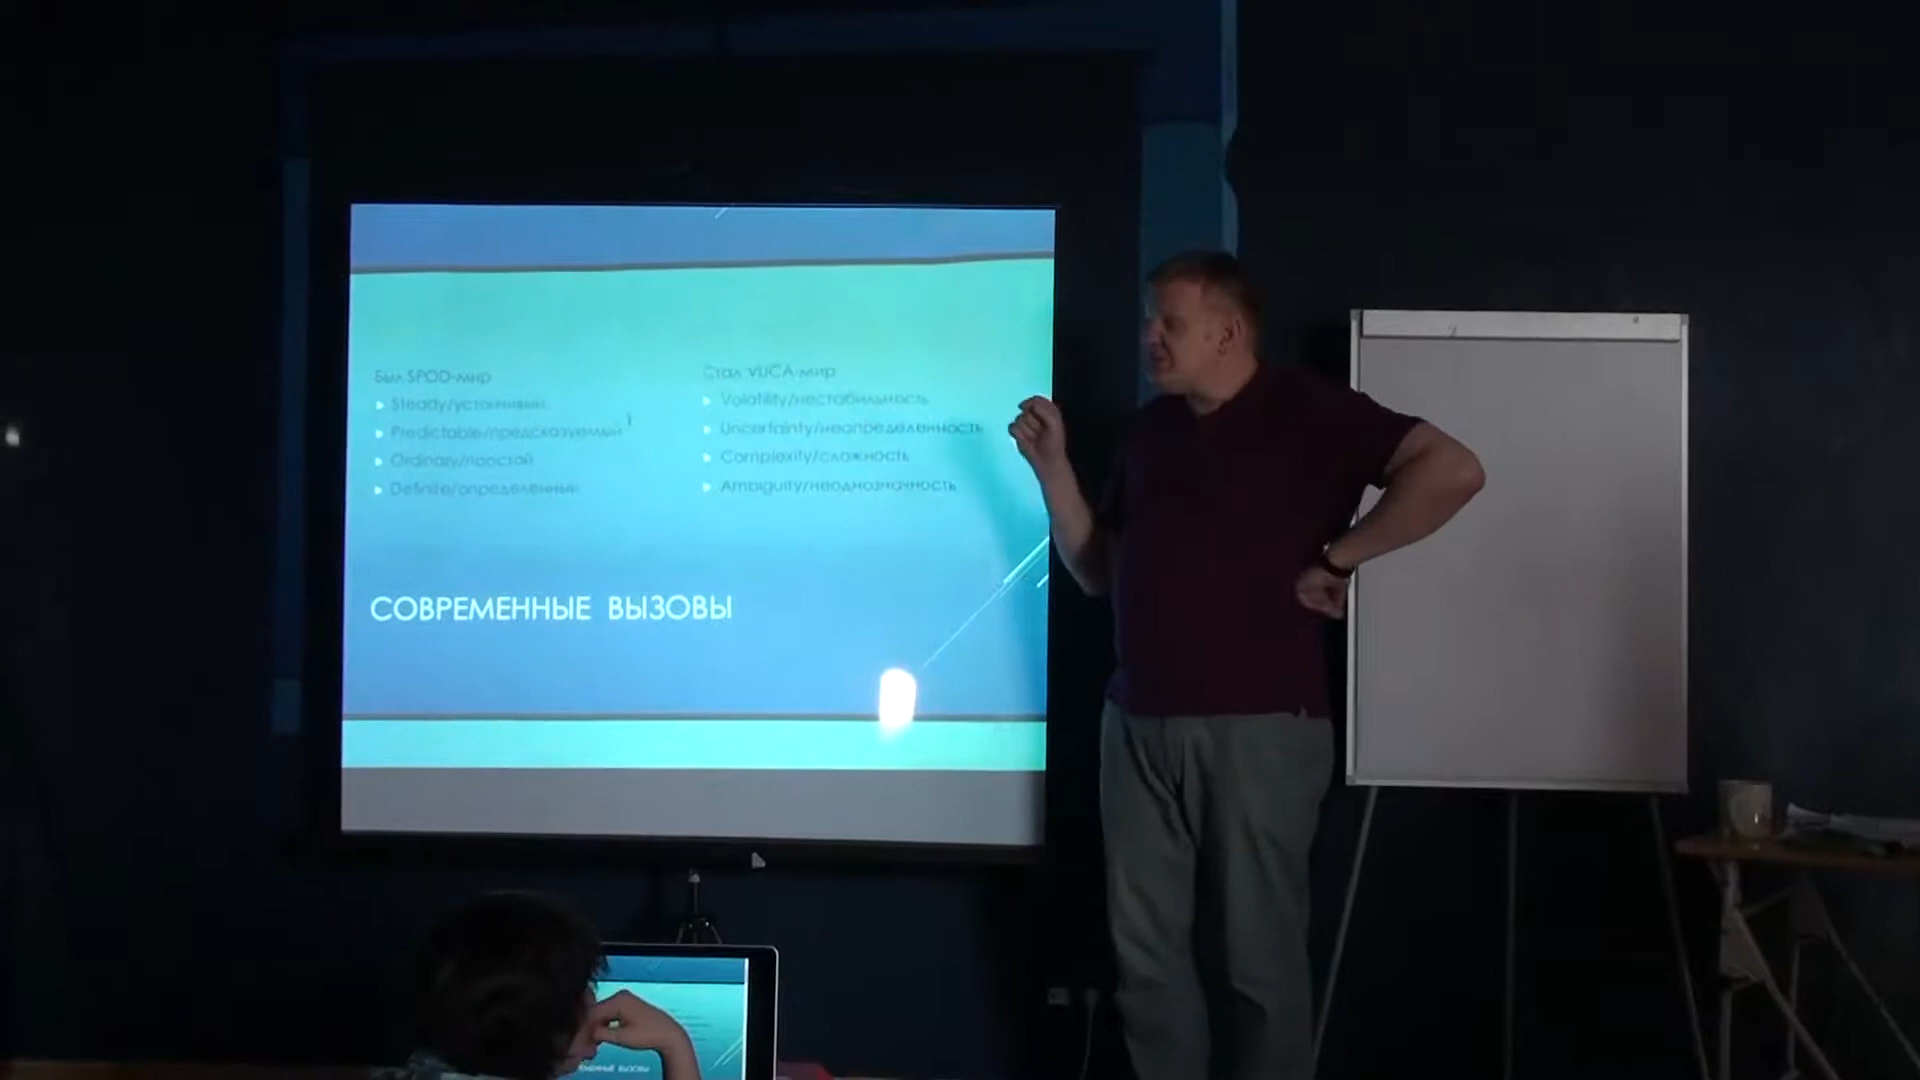 Был SPOD-мир
Steady/устойчивый
Predictable/предсказуемый
Ordinary/простой
Definite/определенный
Стал VUCA-мир
Volatility/нестабильность
Uncertainty/неопределенность
Complexity/сложность
Ambiguity/неоднозначность
СОВРЕМЕННЫЕ ВЫЗОВЫ